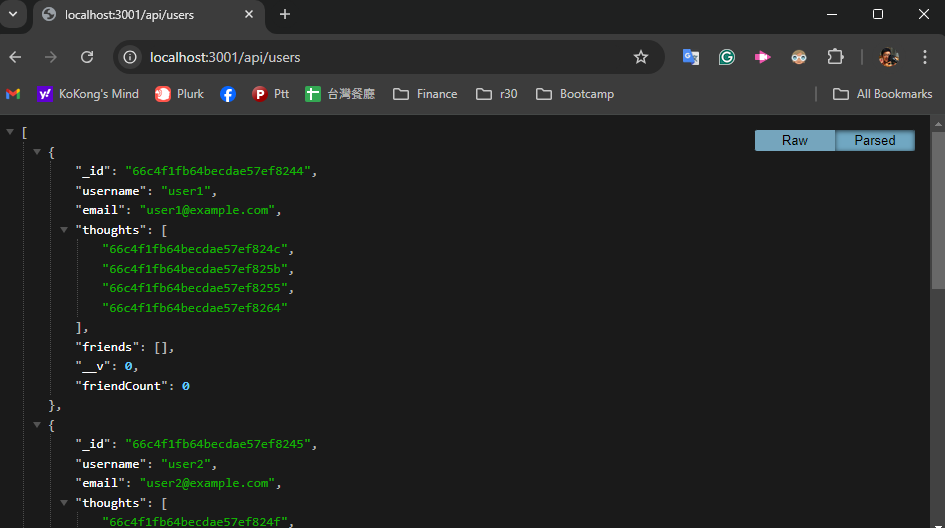 localhost:3001/api/users
localhost:3001/api/users
KoKong's Mind
Plurk
Ptt
台灣餐廳
Finance
r30
Bootcamp
All Bookmarks
Raw
Parsed
[
{
"_id": "66c4f1fb64becdae57ef8244",
"username": "user1",
"email": "user1@example.com",
"thoughts": [
"66c4f1fb64becdae57ef824c",
"66c4f1fb64becdae57ef825b",
"66c4f1fb64becdae57ef8255",
"66c4f1fb64becdae57ef8264"
],
"friends": [],
"__v": 0,
"friendCount": 0
},
{
"_id": "66c4f1fb64becdae57ef8245",
"username": "user2",
"email": "user2@example.com",
"thoughts": [
"66c4f1fb64becdae57ef824f",